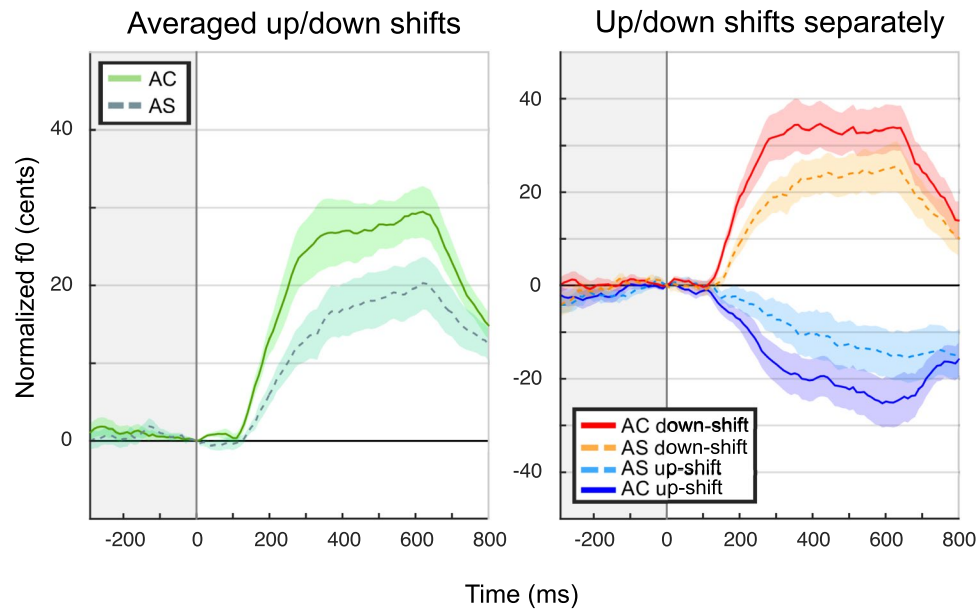 Averaged up/down shifts
Up/down shifts separately
AC
AS
Normalized f0 (cents)
40
20
0
-200 0 200 400 600 800
40
20
0
-20
-40
AC down-shift
AS down-shift
AS up-shift
AC up-shift
-200 0 200 400 600 800
Time (ms)